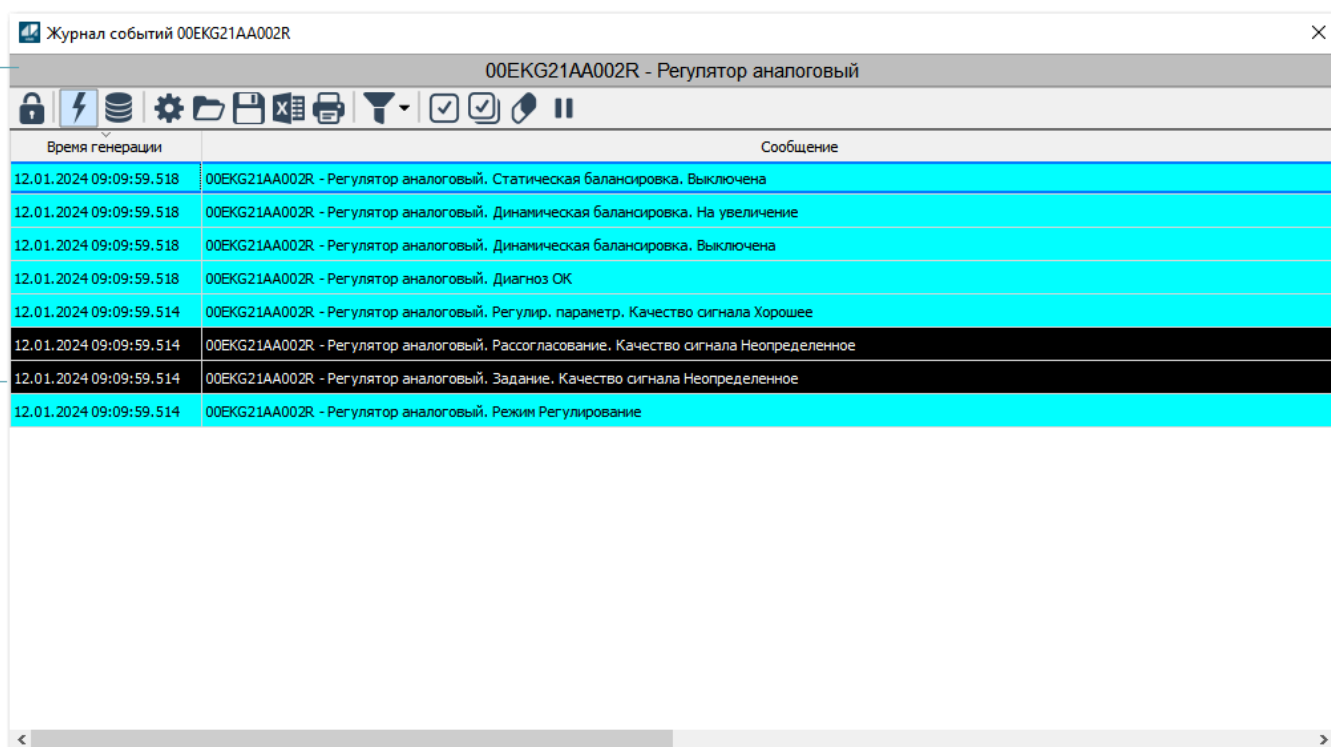 Журнал событий 00EKG21AA002R
00EKG21AA002R - Регулятор аналоговый
Время генерации Сообщение
12.01.2024 09:09:59.518 00EKG21AA002R - Регулятор аналоговый. Статическая балансировка. Выключена
12.01.2024 09:09:59.518 00EKG21AA002R - Регулятор аналоговый. Динамическая балансировка. На увеличение
12.01.2024 09:09:59.518 00EKG21AA002R - Регулятор аналоговый. Динамическая балансировка. Выключена
12.01.2024 09:09:59.518 00EKG21AA002R - Регулятор аналоговый. Диагноз ОК
12.01.2024 09:09:59.514 00EKG21AA002R - Регулятор аналоговый. Регулир. параметр. Качество сигнала Хорошее
12.01.2024 09:09:59.514 00EKG21AA002R - Регулятор аналоговый. Рассогласование. Качество сигнала Неопределенное
12.01.2024 09:09:59.514 00EKG21AA002R - Регулятор аналоговый. Задание. Качество сигнала Неопределенное
12.01.2024 09:09:59.514 00EKG21AA002R - Регулятор аналоговый. Режим Регулирование